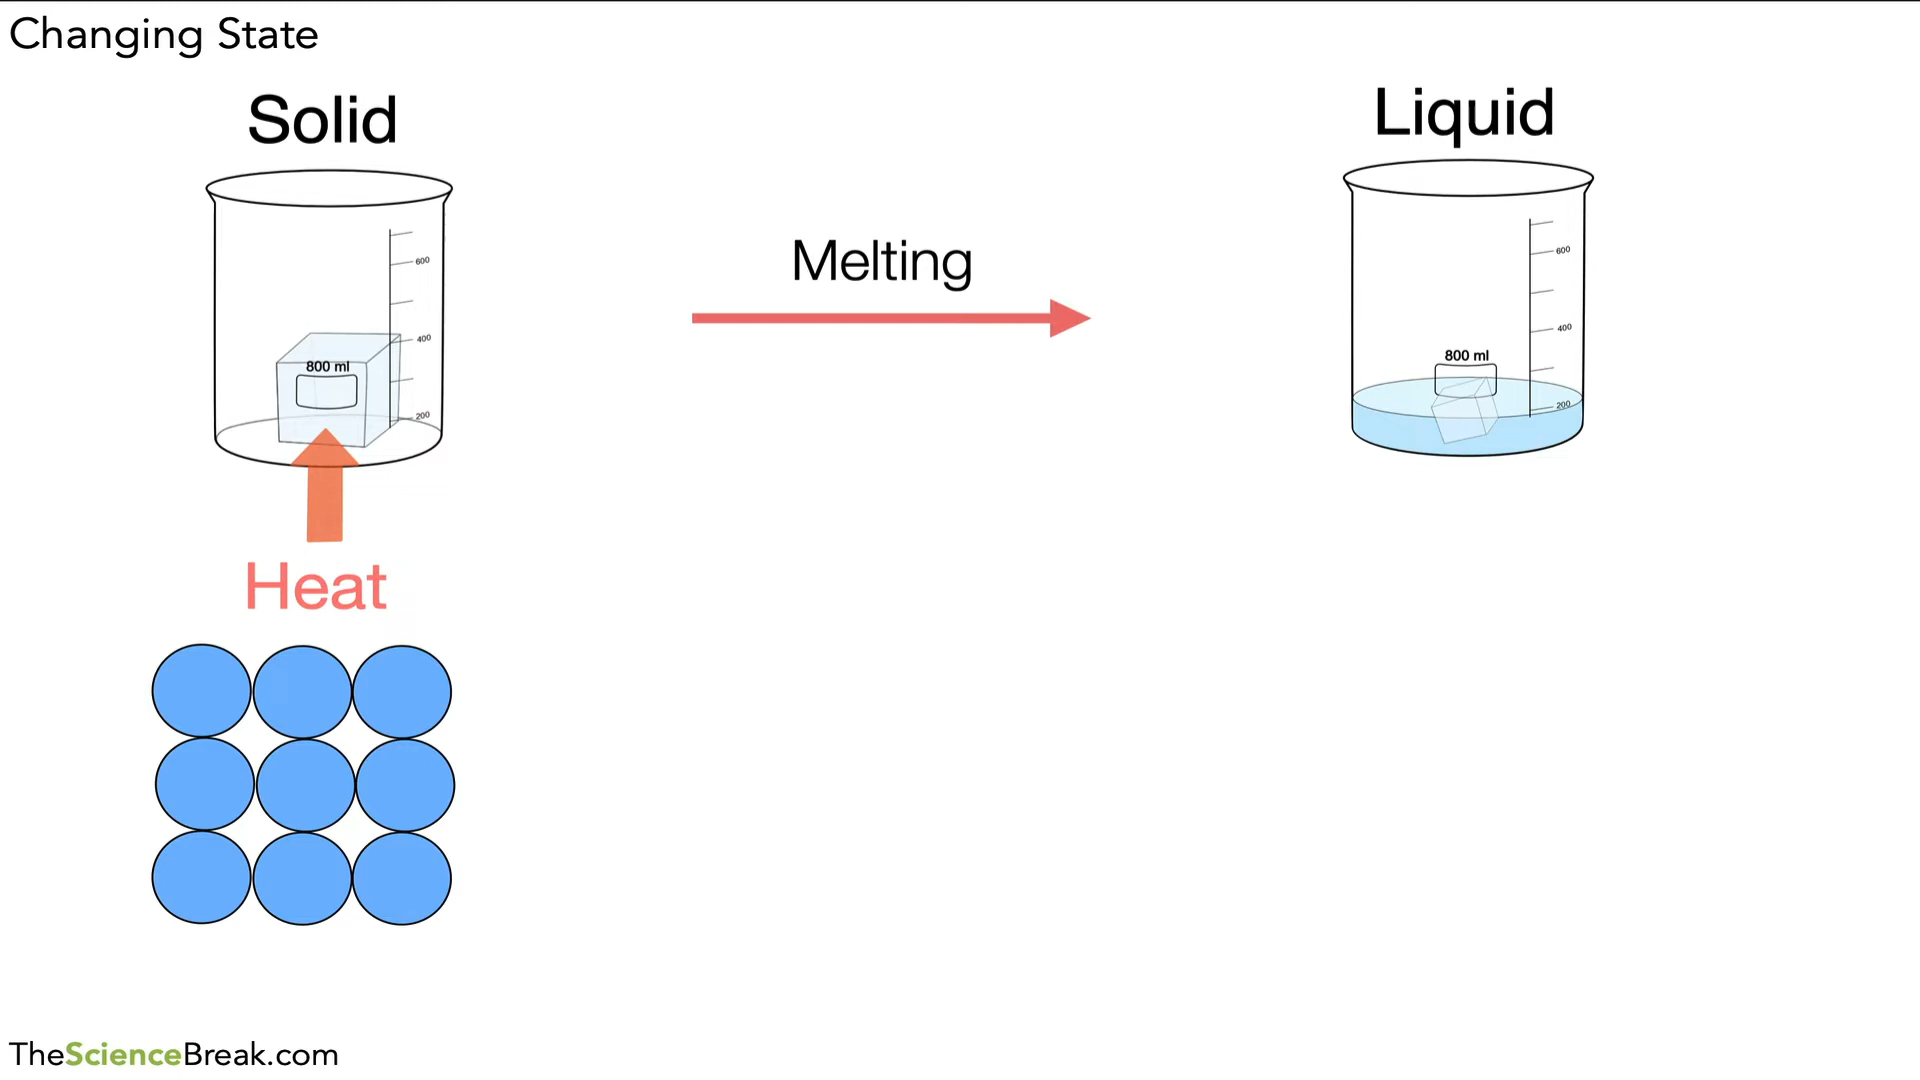 Changing State
Solid
Liquid
600
400
800 ml
200
Melting
600
400
800 ml
200
Heat
TheScienceBreak.com